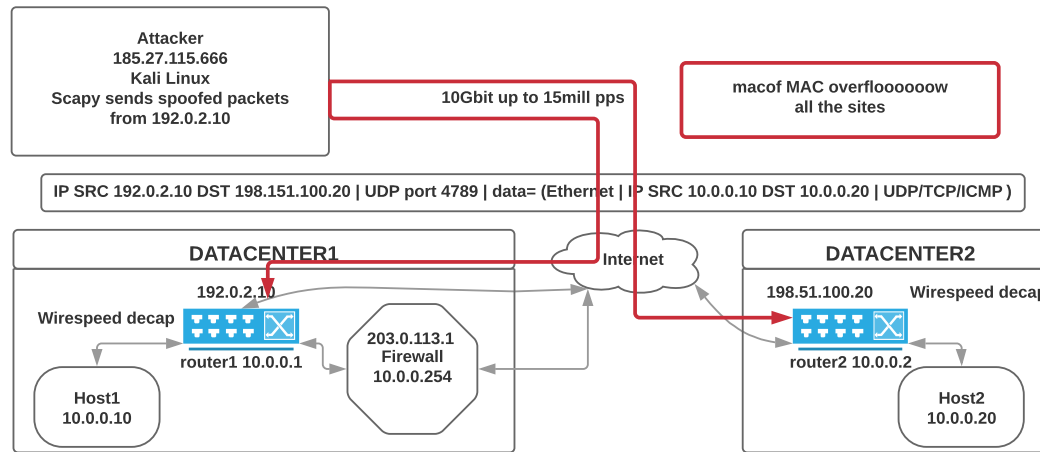 Attacker
185.27.115.666
Kali Linux
Scapy sends spoofed packets
from 192.0.2.10
10Gbit up to 15mill pps
macof MAC overflooooooow
all the sites
IP SRC 192.0.2.10 DST 198.151.100.20 | UDP port 4789 | data= (Ethernet | IP SRC 10.0.0.10 DST 10.0.0.20 | UDP/TCP/ICMP )
DATACENTER1
Internet
DATACENTER2
192.0.2.10
198.51.100.20
Wirespeed decap
Wirespeed decap
203.0.113.1
Firewall
10.0.0.254
router1 10.0.0.1
router2 10.0.0.2
Host1
10.0.0.10
Host2
10.0.0.20